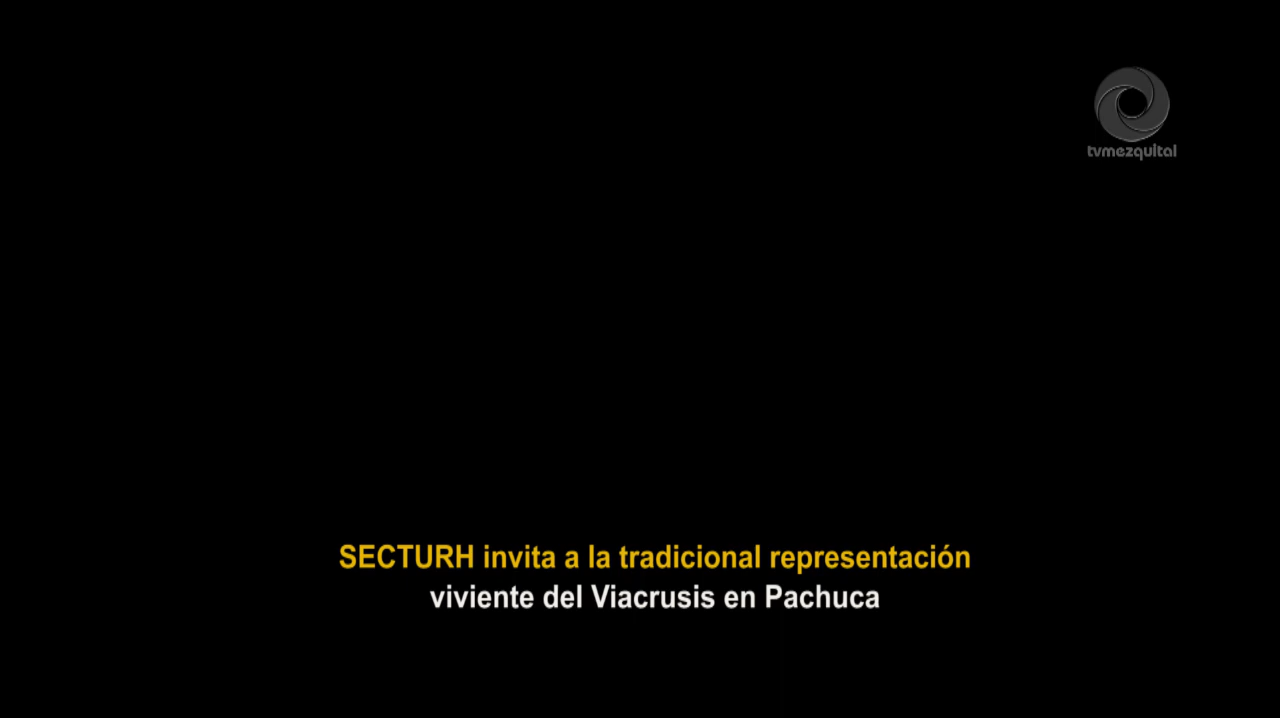 tvmezquital
SECTURH invita a la tradicional representación
viviente del Viacrusis en Pachuca